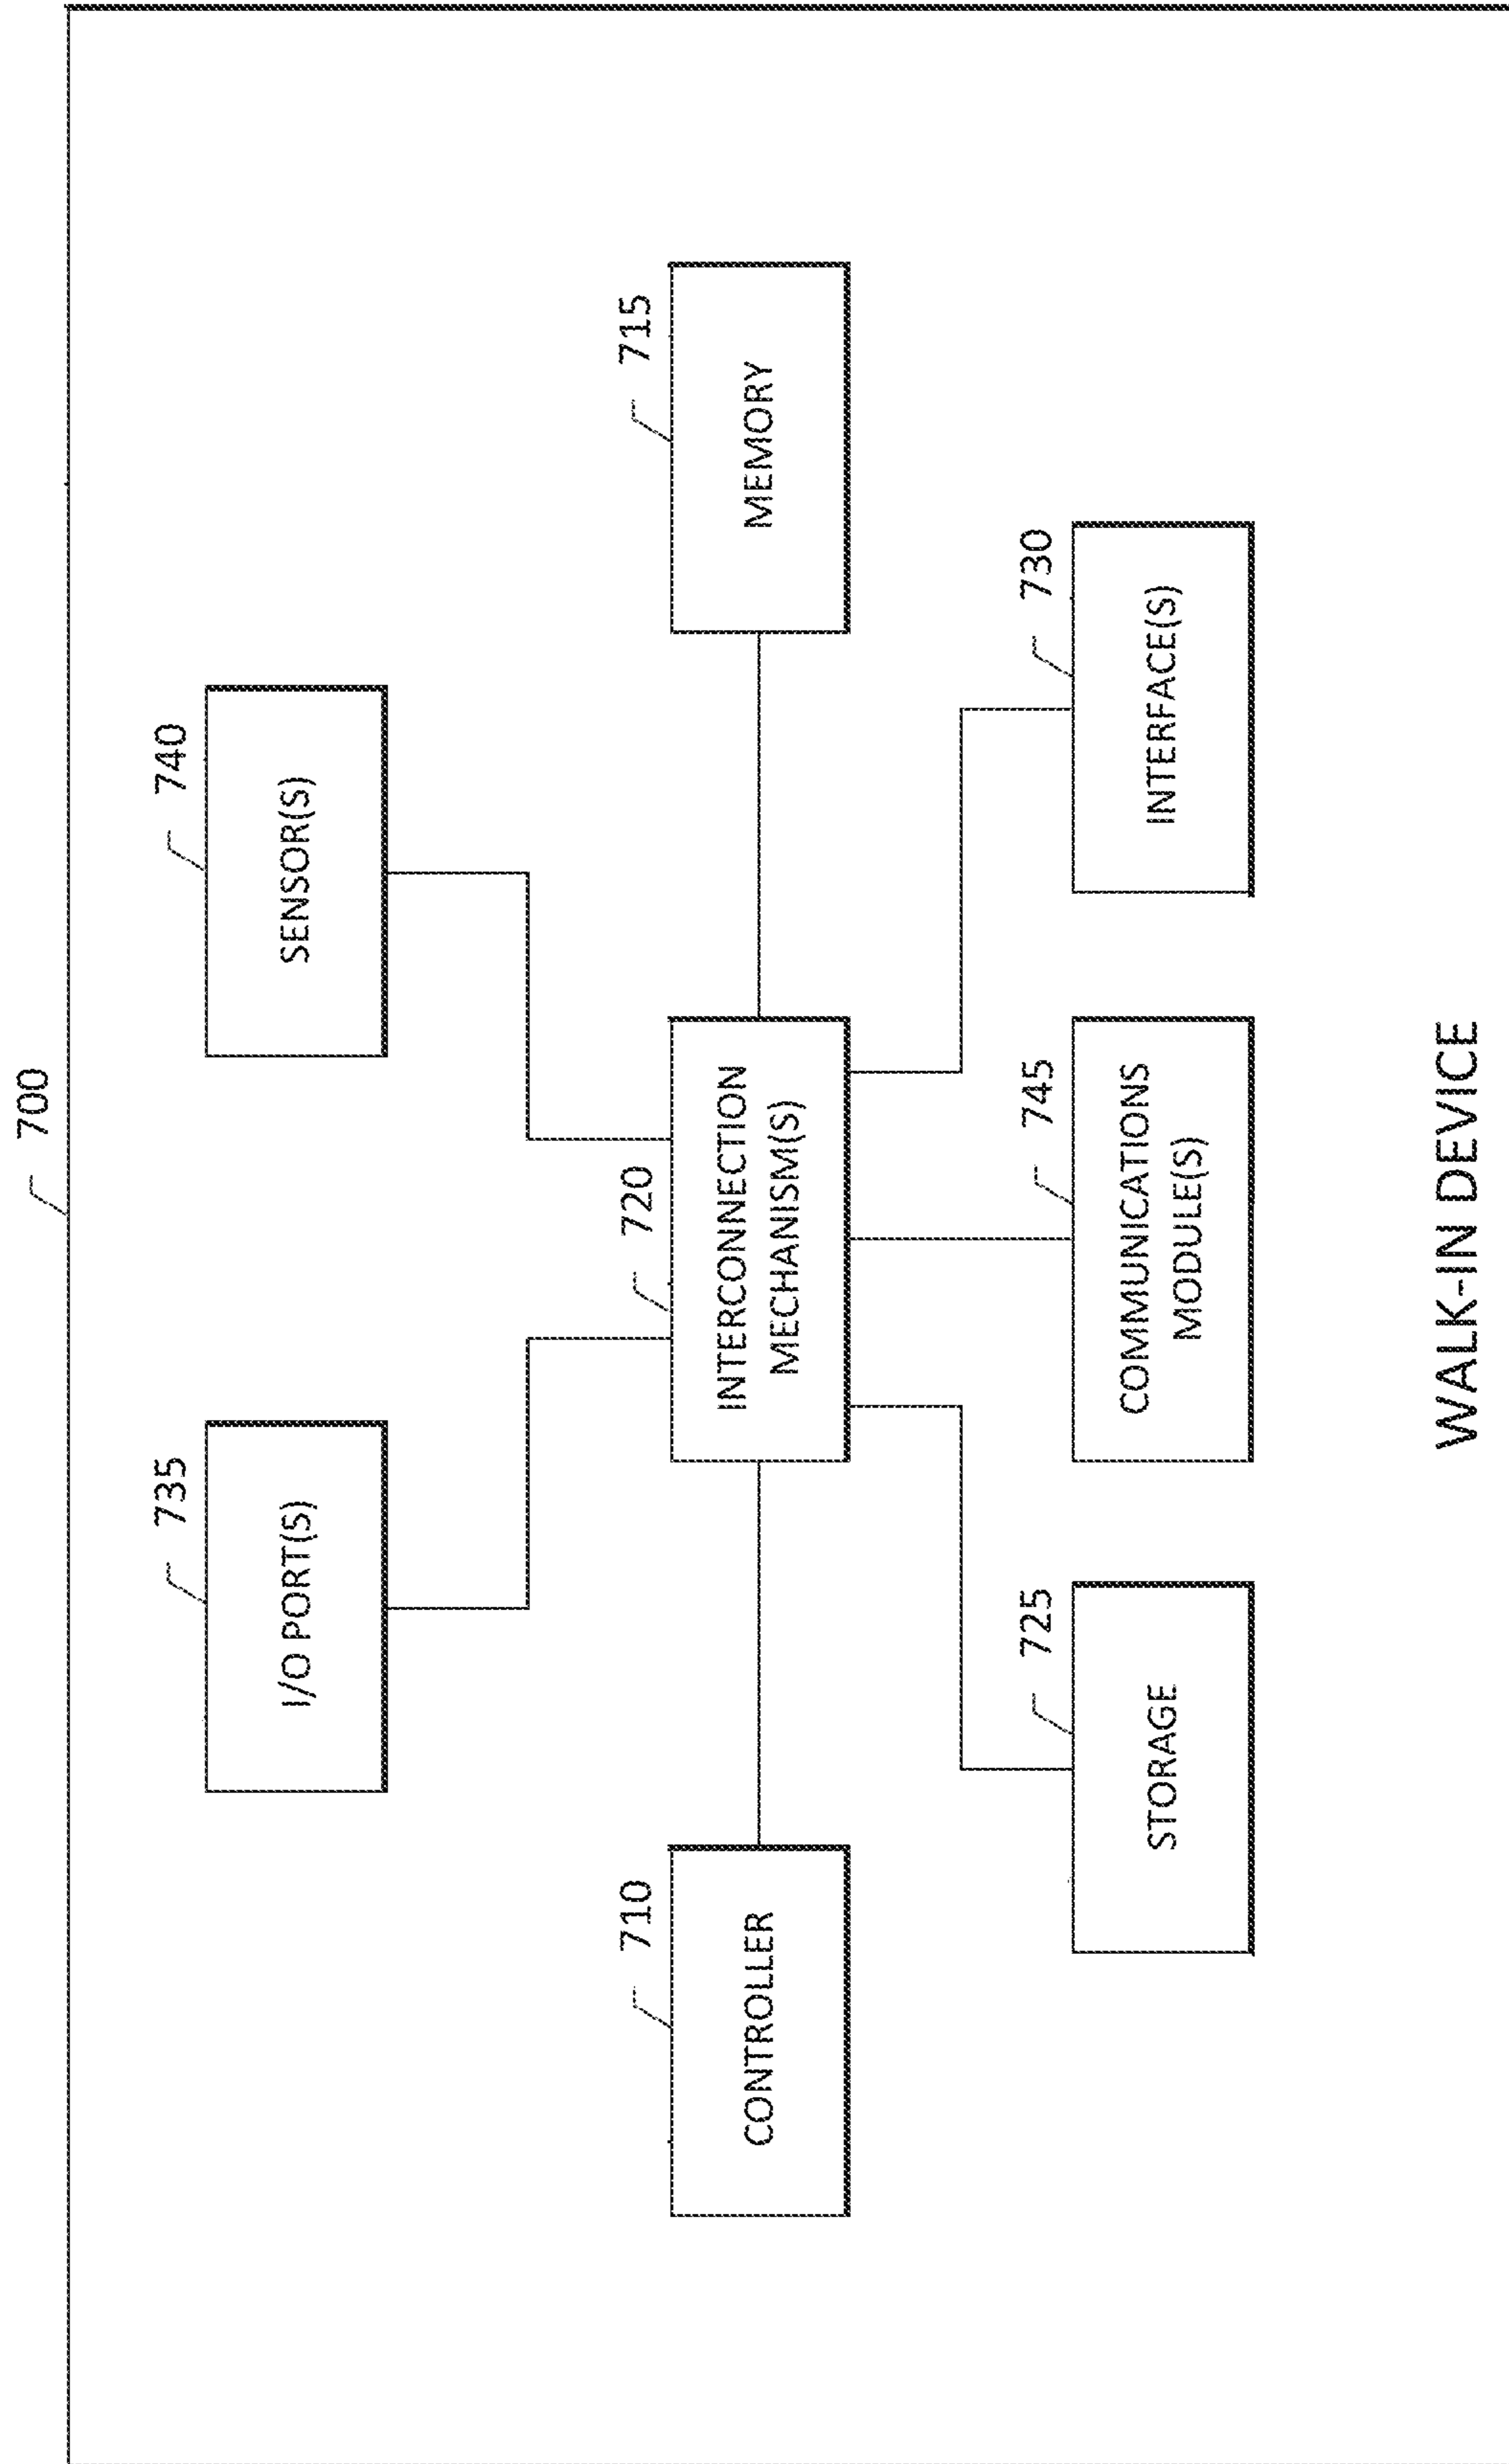 700
735
740
I/O PORT(S)
SENSOR(S)
710
720
715
CONTROLLER
INTERCONNECTION
MECHANISM(S)
MEMORY
725
745
730
STORAGE
COMMUNICATIONS
MODULE(S)
INTERFACE(S)
WALK-IN DEVICE